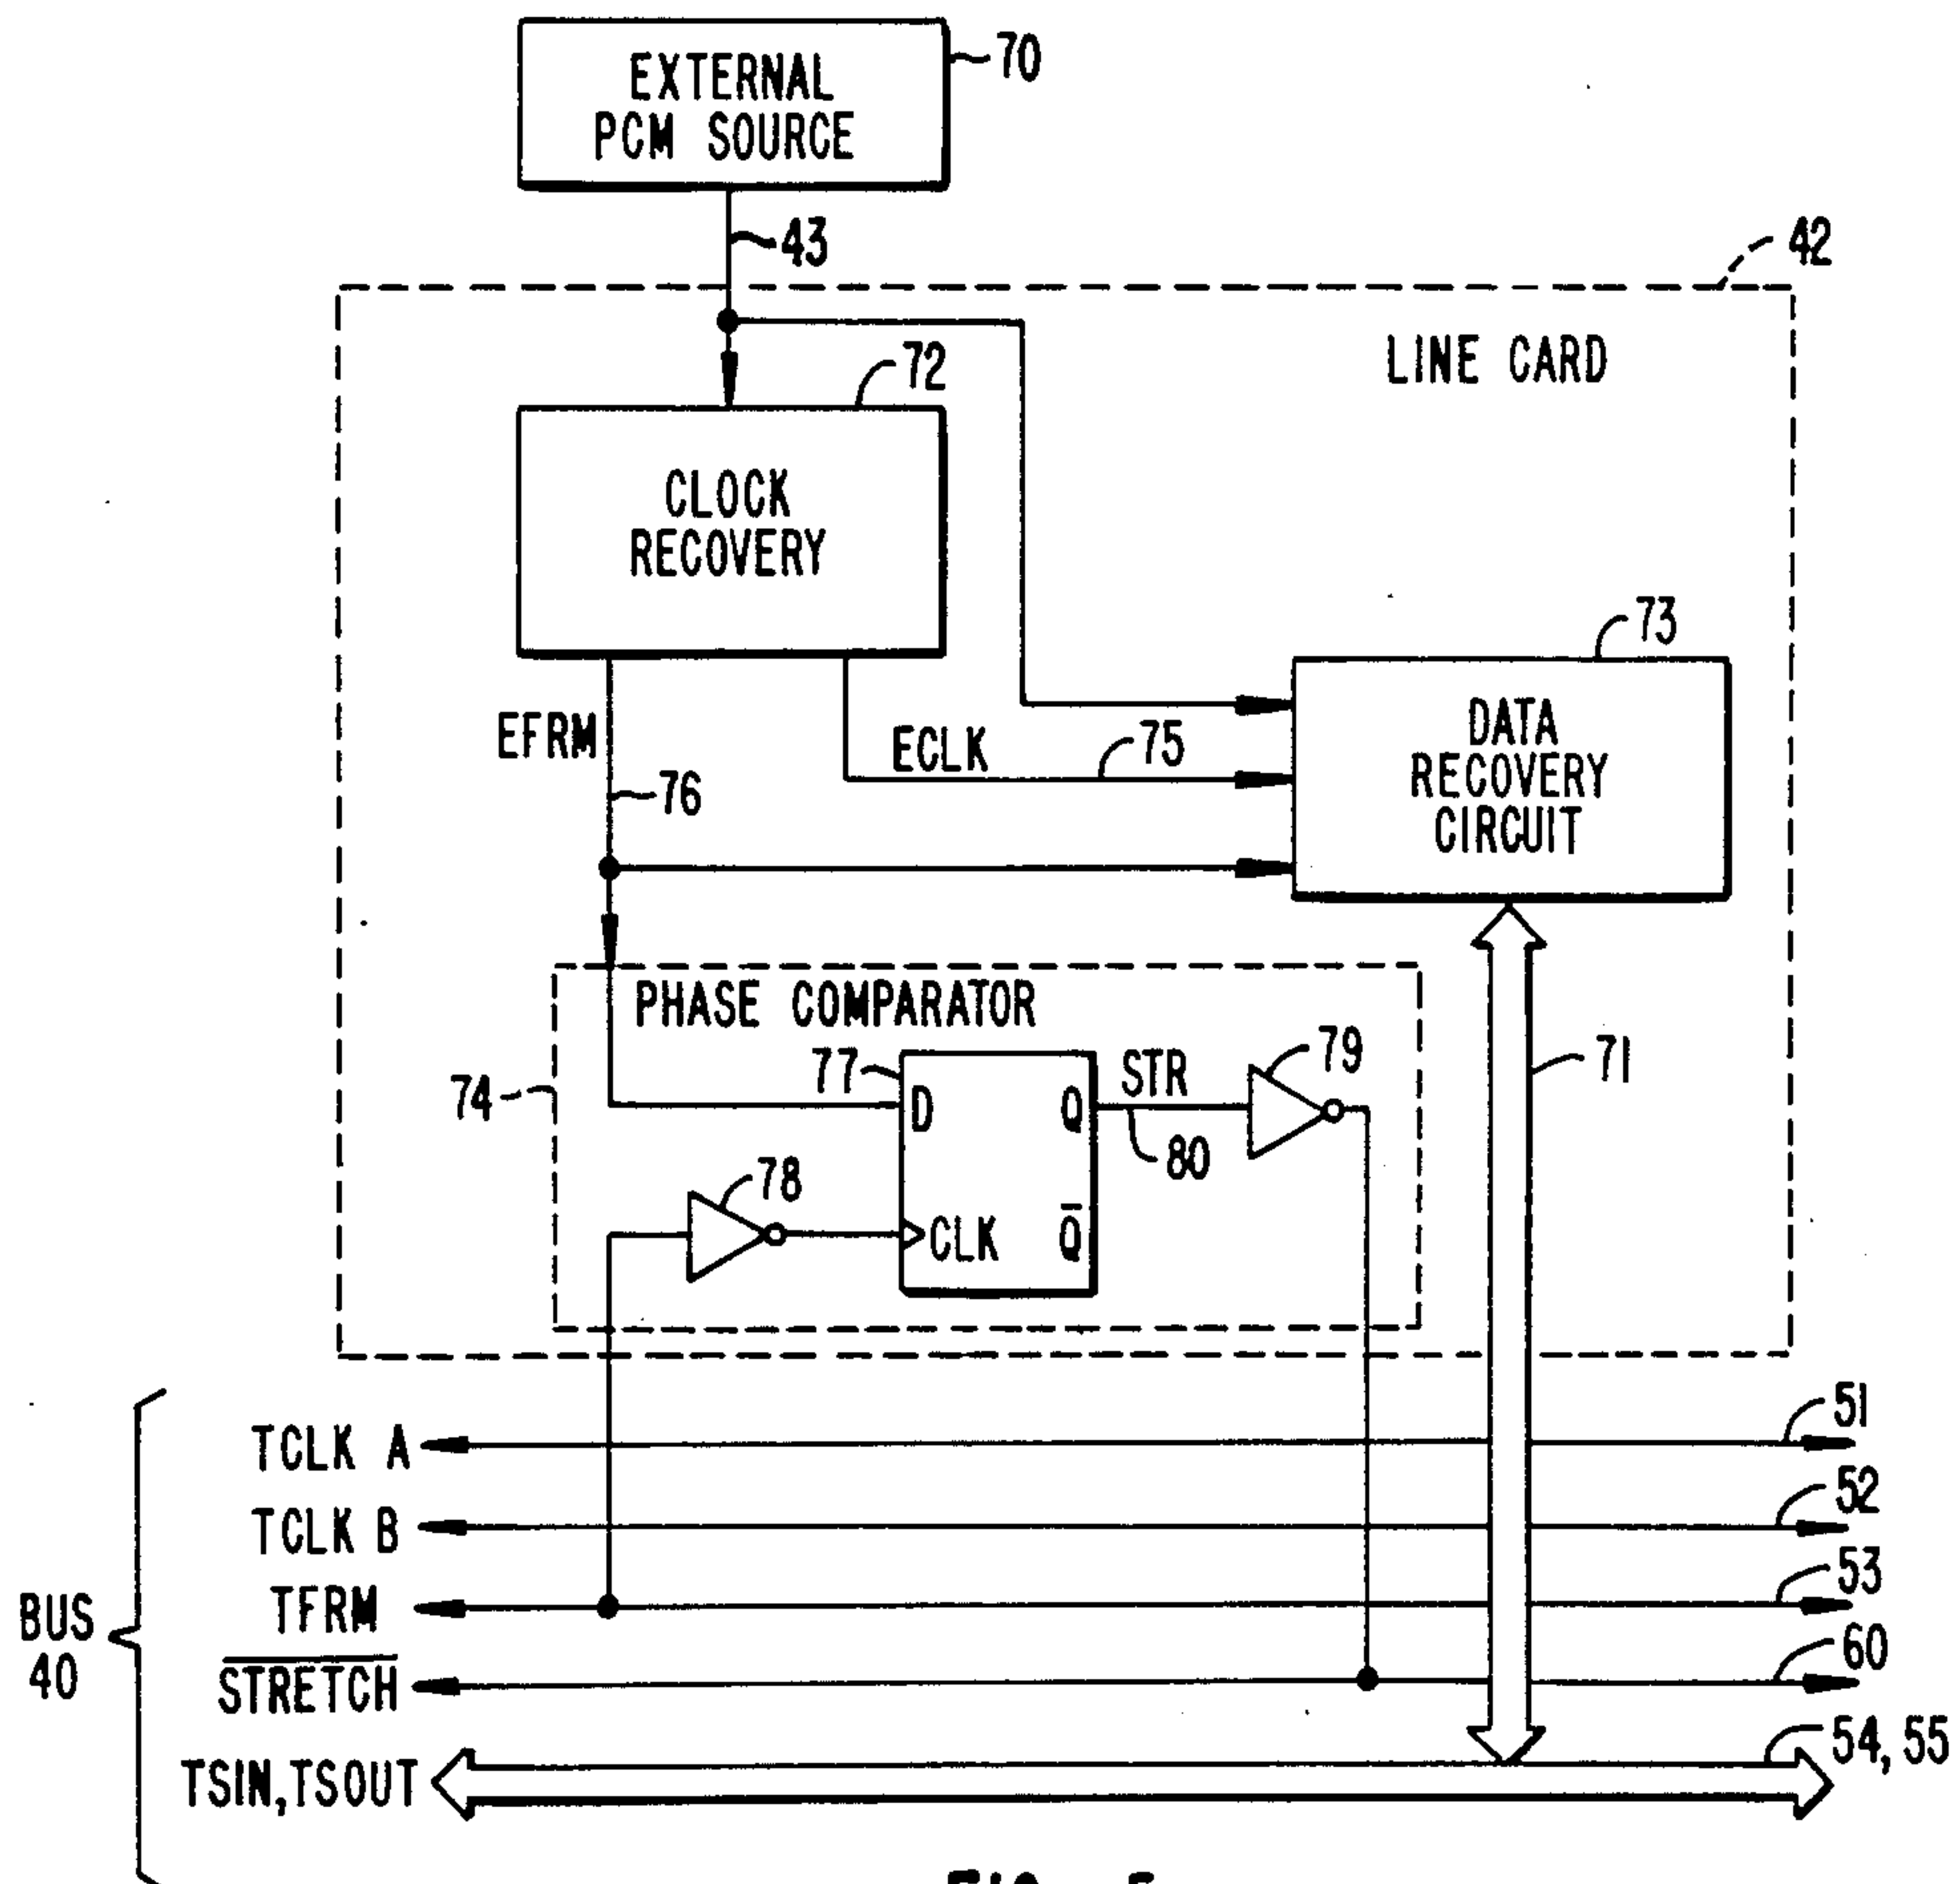 EXTERNAL
PCM SOURCE
70
43
42
LINE CARD
72
CLOCK
RECOVERY
73
DATA
RECOVERY
CIRCUIT
EFRM
ECLK
75
76
PHASE COMPARATOR
74
77
D
Q
STR
80
79
71
78
CLK
Q̅
BUS
40
TCLK A
51
TCLK B
52
TFRM
53
S̅T̅R̅E̅T̅C̅H̅
60
TSIN,TSOUT
54, 55